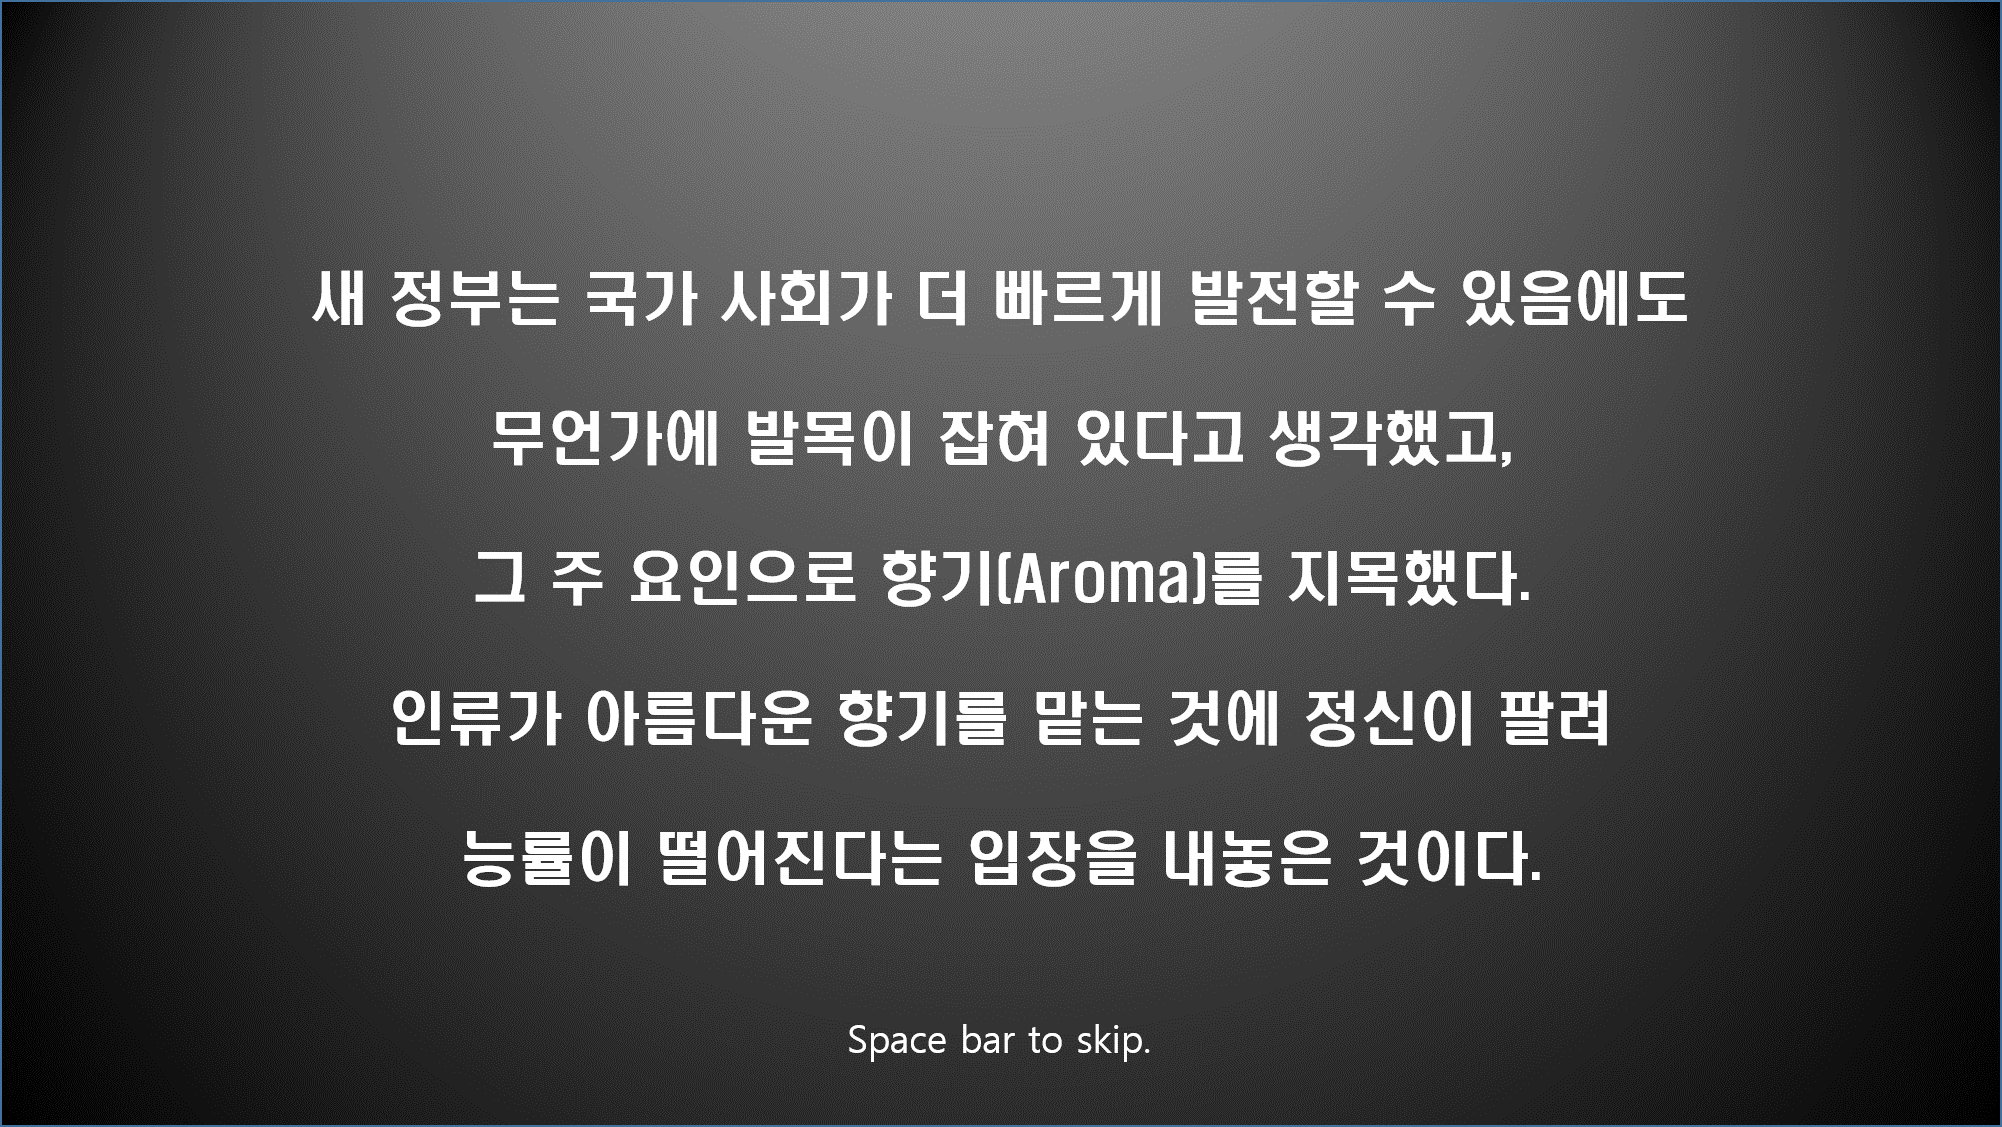 새 정부는 국가 사회가 더 빠르게 발전할 수 있음에도
무언가에 발목이 잡혀 있다고 생각했고,
그 주 요인으로 향기(Aroma)를 지목했다.
인류가 아름다운 향기를 맡는 것에 정신이 팔려
능률이 떨어진다는 입장을 내놓은 것이다.
Space bar to skip.